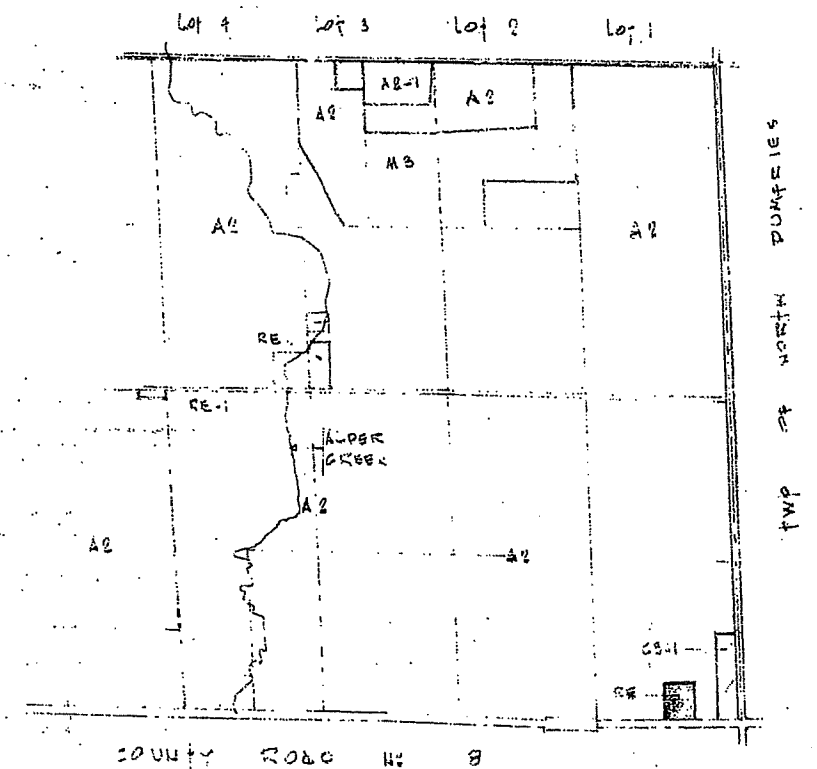 Lot 4 Lot 3 Lot 2 Lot 1
A2-1
A2
A2
M3
A2
A2
RE
RE-1
ALDER
CREEK
A2
A2
A2
C3-1
RE
COUNTY ROAD Nº 8
TWP OF NORTH DUMFRIES